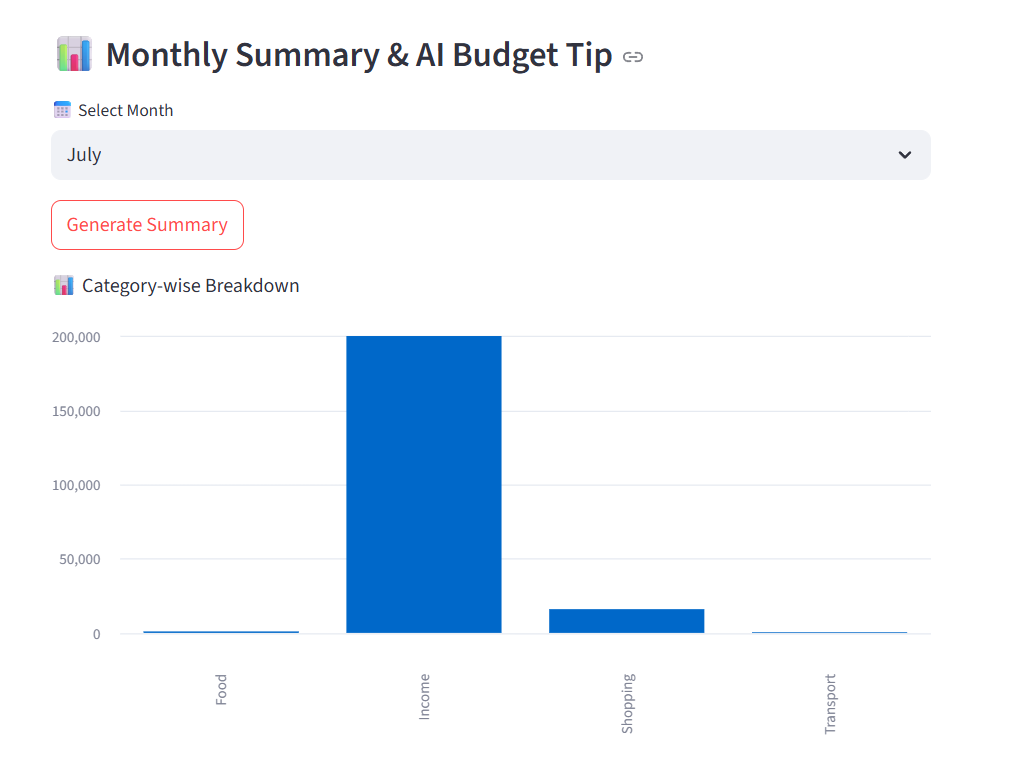 Monthly Summary & AI Budget Tip
Select Month
July
Generate Summary
Category-wise Breakdown
200,000
150,000
100,000
50,000
0
Food
Income
Shopping
Transport